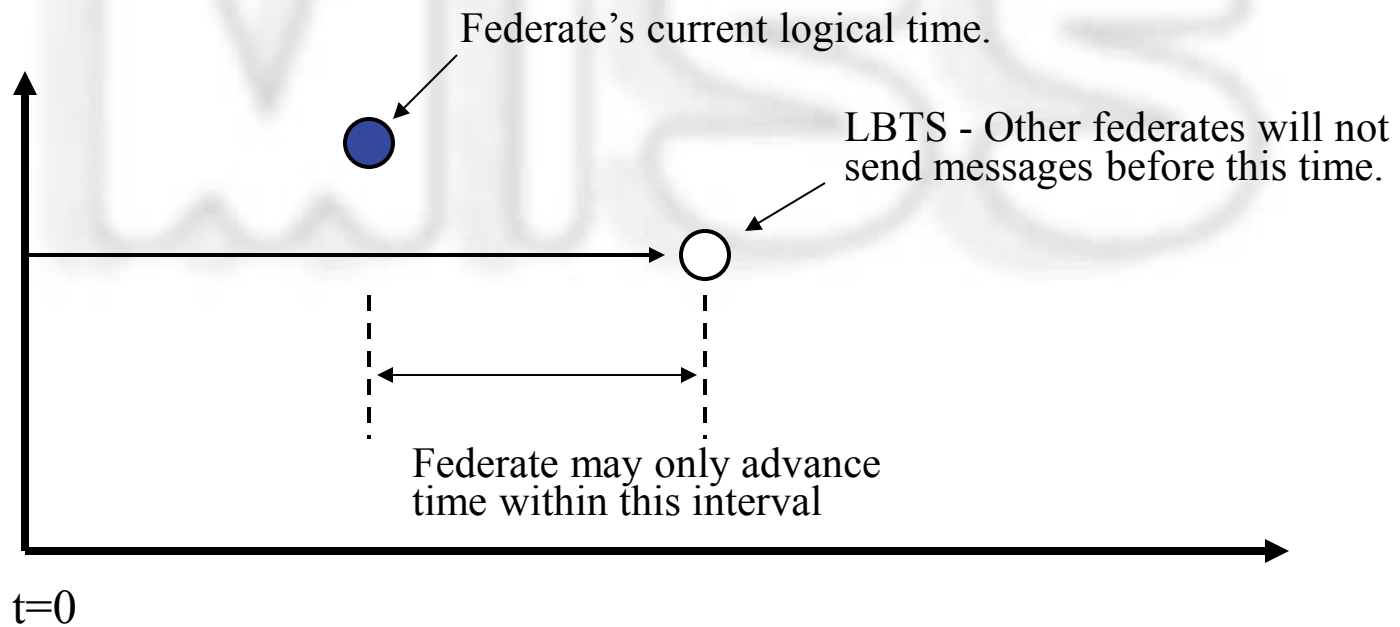 Federate’s current logical time.
LBTS - Other federates will not
send messages before this time.
Federate may only advance
time within this interval
t=0